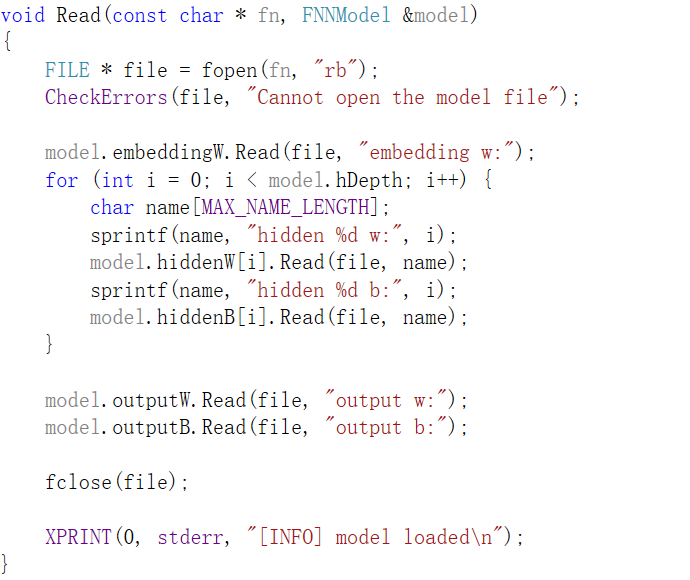 void Read(const char * fn, FNNModel &model)
{
    FILE * file = fopen(fn, "rb");
    CheckErrors(file, "Cannot open the model file");

    model.embeddingW.Read(file, "embedding w:");
    for (int i = 0; i < model.hDepth; i++) {
        char name[MAX_NAME_LENGTH];
        sprintf(name, "hidden %d w:", i);
        model.hiddenW[i].Read(file, name);
        sprintf(name, "hidden %d b:", i);
        model.hiddenB[i].Read(file, name);
    }

    model.outputW.Read(file, "output w:");
    model.outputB.Read(file, "output b:");

    fclose(file);

    XPRINT(0, stderr, "[INFO] model loaded\n");
}